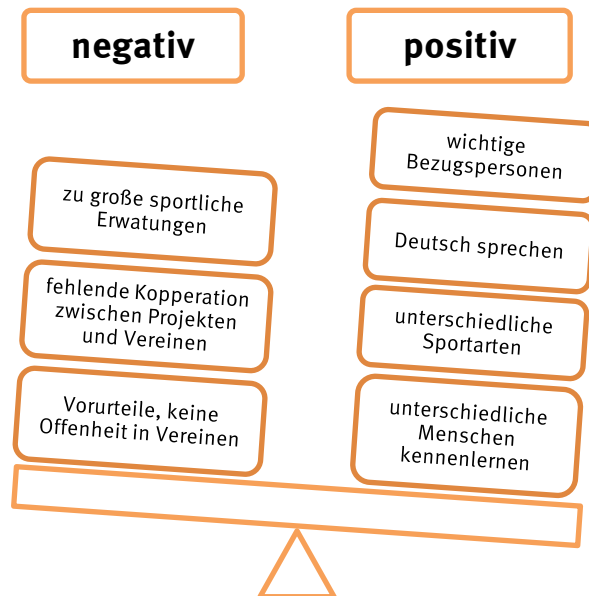 negativ
positiv
zu große sportliche
Erwatungen
fehlende Kopperation
zwischen Projekten
und Vereinen
Vorurteile, keine
Offenheit in Vereinen
wichtige
Bezugspersonen
Deutsch sprechen
unterschiedliche
Sportarten
unterschiedliche
Menschen
kennenlernen